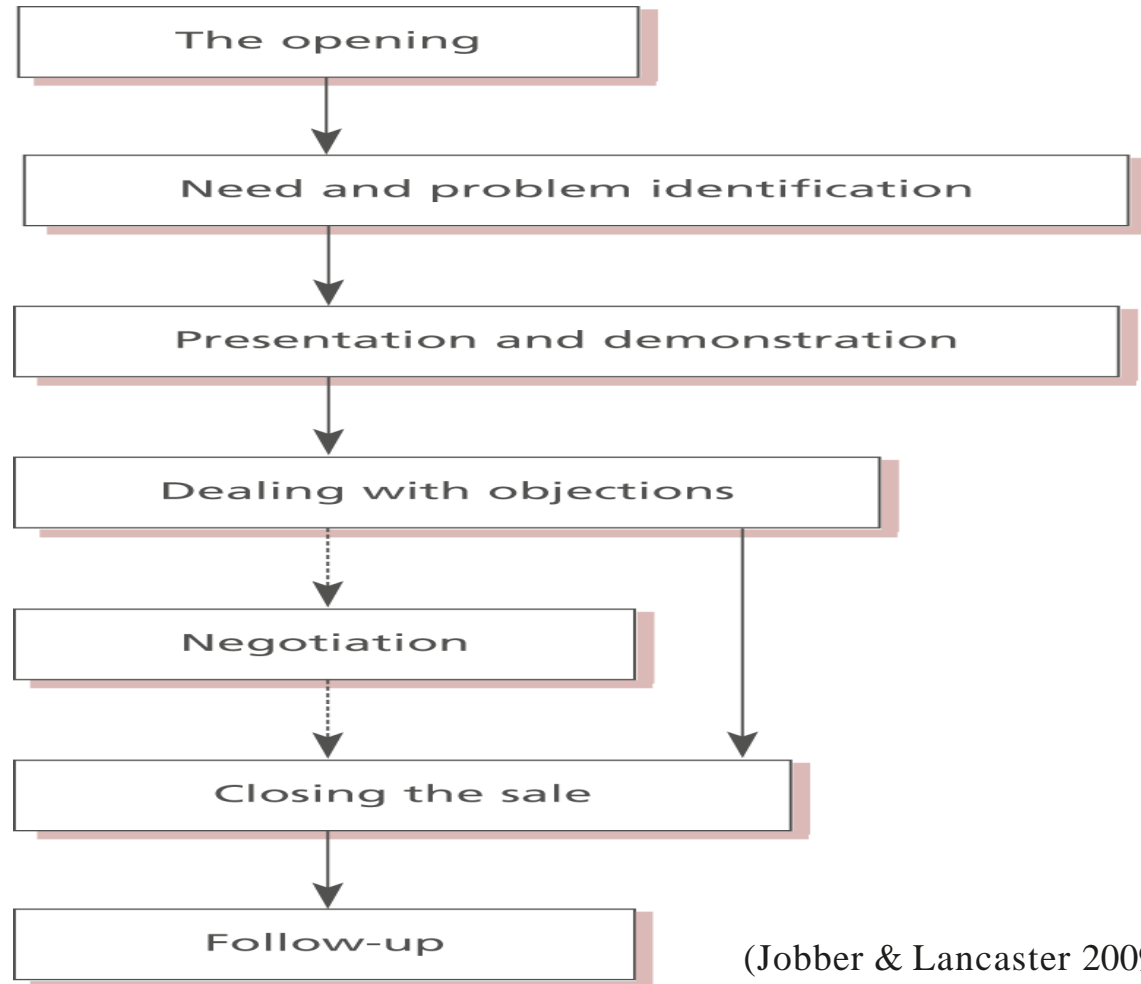 The opening
Need and problem identification
Presentation and demonstration
Dealing with objections
Negotiation
Closing the sale
Follow-up
(Jobber & Lancaster 2009